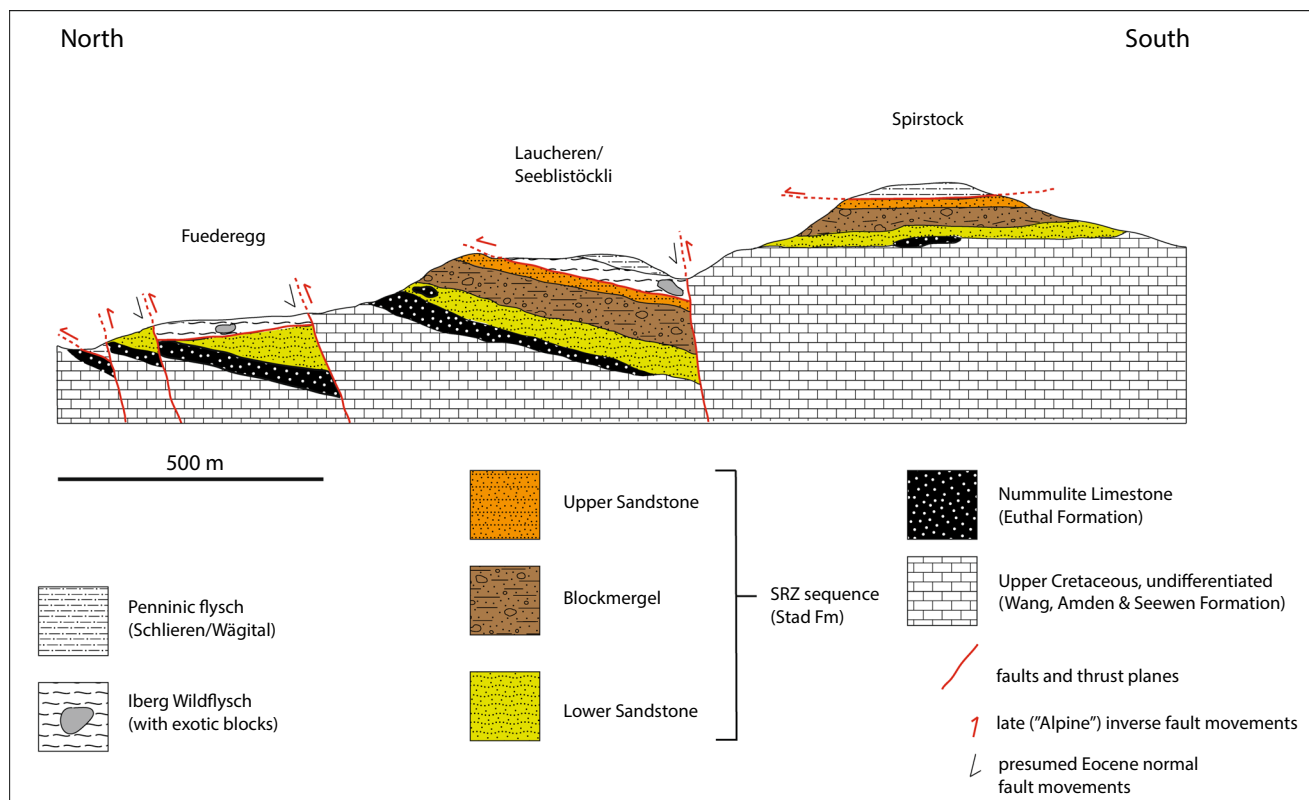 North
South
Spirstock
Laucheren/
Seeblistöckli
Fuederegg
500 m
Penninic flysch
(Schlieren/Wägital)
Iberg Wildflysch
(with exotic blocks)
Upper Sandstone
Blockmergel
Lower Sandstone
SRZ sequence
(Stad Fm)
Nummulite Limestone
(Euthal Formation)
Upper Cretaceous, undifferentiated
(Wang, Amden & Seewen Formation)
faults and thrust planes
late ("Alpine") inverse fault movements
presumed Eocene normal
fault movements